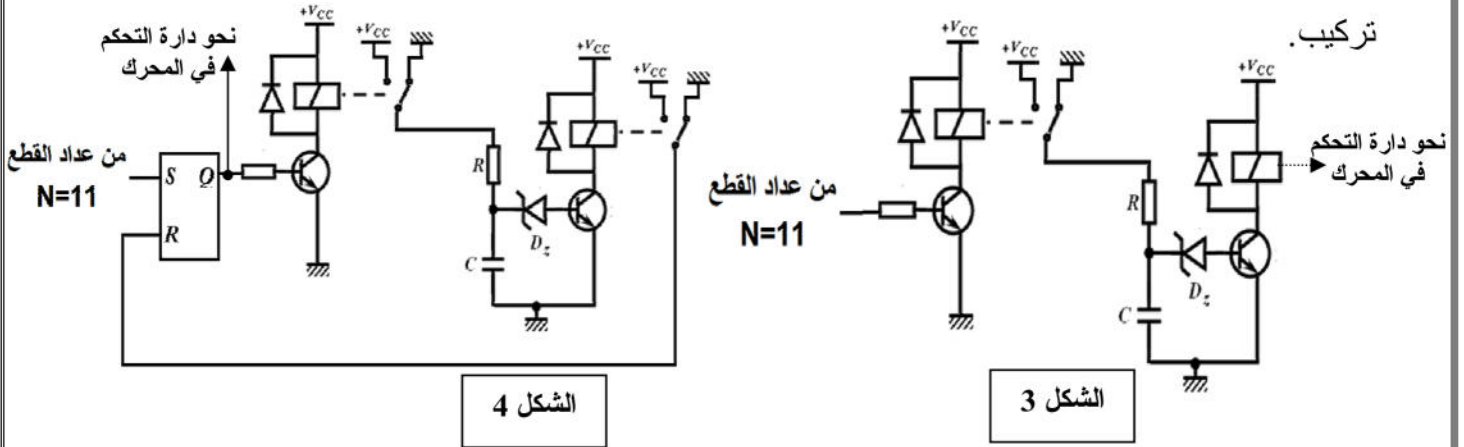 تركيب.
+VCC
+VCC
+VCC
نحو دارة التحكم
في المحرك
R
C
Dz
من عداد القطع
N=11
الشكل 3
+VCC
+VCC
+VCC
+VCC
نحو دارة التحكم
في المحرك
من عداد القطع
N=11
S Q
R
R
C
Dz
الشكل 4